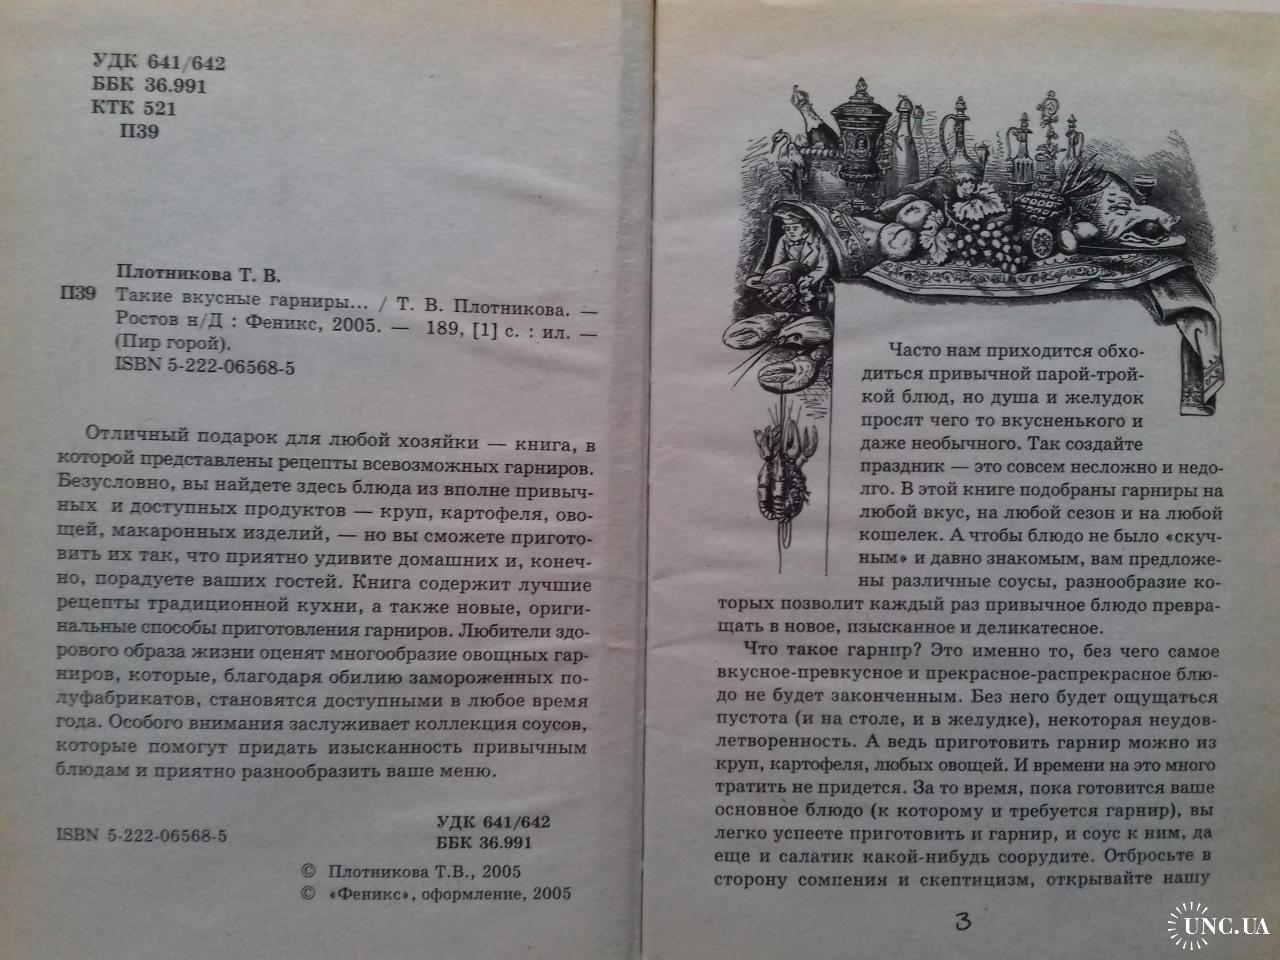 УДК 641/642
ББК 36.991
КТК 521
П39
Плотникова Т. В.
П39 Такие вкусные гарниры... / Т. В. Плотникова. —
Ростов н/Д : Феникс, 2005. — 189, [1] с. : ил. —
(Пир горой).
ISBN 5-222-06568-5
Отличный подарок для любой хозяйки — книга, в
которой представлены рецепты всевозможных гарниров.
Безусловно, вы найдете здесь блюда из вполне привыч-
ных и доступных продуктов — круп, картофеля, ово-
щей, макаронных изделий, — но вы сможете пригото-
вить их так, что приятно удивите домашних и, конеч-
но, порадуете ваших гостей. Книга содержит лучшие
рецепты традиционной кухни, а также новые, ориги-
нальные способы приготовления гарниров. Любители здо-
рового образа жизни оценят многообразие овощных гар-
ниров, которые, благодаря обилию замороженных по-
луфабрикатов, становятся доступными в любое время
года. Особого внимания заслуживает коллекция соусов,
которые помогут придать изысканность привычным
блюдам и приятно разнообразить ваше меню.
УДК 641/642
ISBN 5-222-06568-5
ББК 36.991
© Плотникова Т.В., 2005
© «Феникс», оформление, 2005
Часто нам приходится обхо-
диться привычной парой-трой-
кой блюд, но душа и желудок
просят чего то вкусненького и
даже необычного. Так создайте
праздник — это совсем несложно и недо-
лго. В этой книге подобраны гарниры на
любой вкус, на любой сезон и на любой
кошелек. А чтобы блюдо не было «скуч-
ным» и давно знакомым, вам предложе-
ны различные соусы, разнообразие ко-
торых позволит каждый раз привычное блюдо превра-
щать в новое, изысканное и деликатесное.
Что такое гарнир? Это именно то, без чего самое
вкусное-превкусное и прекрасное-распрекрасное блю-
до не будет законченным. Без него будет ощущаться
пустота (и на столе, и в желудке), некоторая неудов-
летворенность. А ведь приготовить гарнир можно из
круп, картофеля, любых овощей. И времени на это много
тратить не придется. За то время, пока готовится ваше
основное блюдо (к которому и требуется гарнир), вы
легко успеете приготовить и гарнир, и соус к ним, да
еще и салатик какой-нибудь соорудите. Отбросьте в
сторону сомнения и скептицизм, открывайте нашу
3
UNC.UA